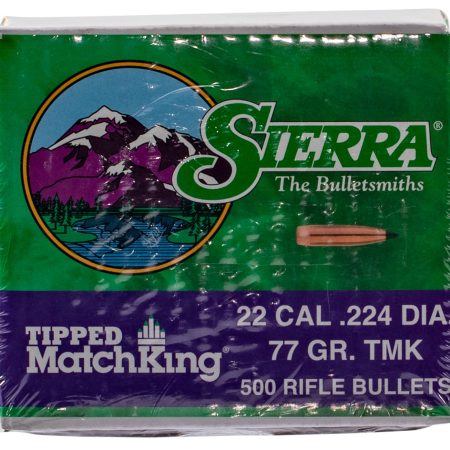 SIERRA®
The Bulletsmiths
22 CAL .224 DIA.
TIPPED
MatchKing®
77 GR. TMK
500 RIFLE BULLETS